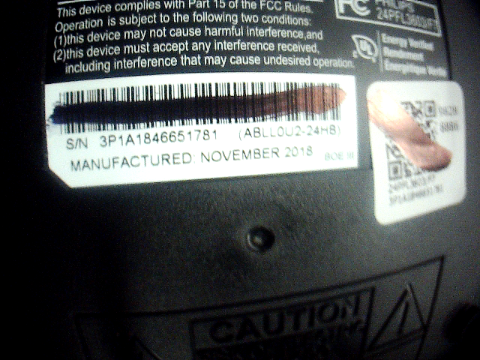 This device complies with Part 15 of the FCC Rules.
Operation is subject to the following two conditions:
(1)this device may not cause harmful interference,and
(2)this device must accept any interference received,
including interference that may cause undesired operation.
FC
PHILIPS
24PFL3603/F7
UL
Energy Verified
Rendement
Énergétique Vérifié
S/N 3P1A1846651781 (ABLL0U2-24HB)
MANUFACTURED: NOVEMBER 2018
CAUTION